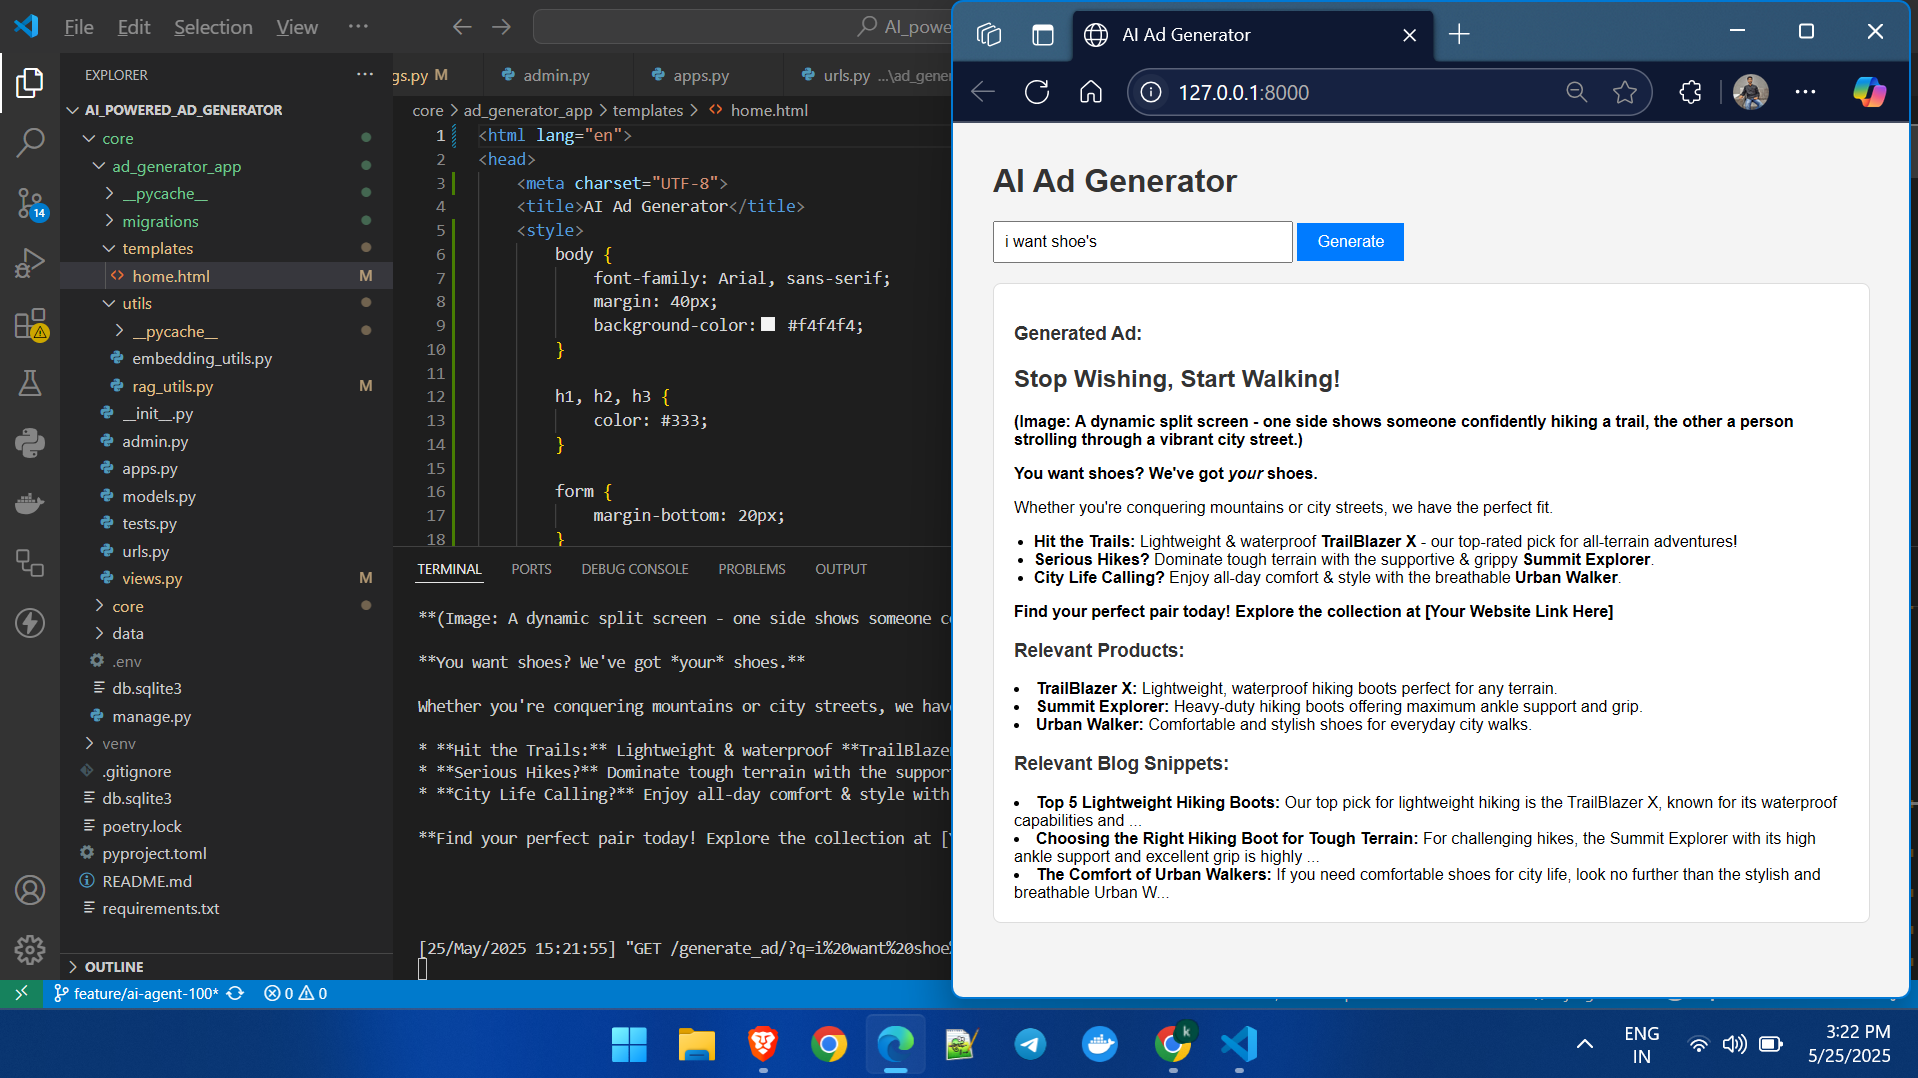 File Edit Selection View ···
AI_powe
EXPLORER
AI_POWERED_AD_GENERATOR
core
ad_generator_app
__pycache__
migrations
templates
home.html M
utils
__pycache__
embedding_utils.py
rag_utils.py M
__init__.py
admin.py
apps.py
models.py
tests.py
urls.py
views.py M
core
data
.env
db.sqlite3
manage.py
venv
.gitignore
db.sqlite3
poetry.lock
pyproject.toml
README.md
requirements.txt
OUTLINE
14
gs.py M admin.py apps.py urls.py ...\ad_gener
core > ad_generator_app > templates > home.html
1 <html lang="en">
2 <head>
3 <meta charset="UTF-8">
4 <title>AI Ad Generator</title>
5 <style>
6 body {
7 font-family: Arial, sans-serif;
8 margin: 40px;
9 background-color: #f4f4f4;
10 }
11
12 h1, h2, h3 {
13 color: #333;
14 }
15
16 form {
17 margin-bottom: 20px;
18 }
TERMINAL PORTS DEBUG CONSOLE PROBLEMS OUTPUT
**(Image: A dynamic split screen - one side shows someone c
**You want shoes? We've got *your* shoes.**
Whether you're conquering mountains or city streets, we hav
* **Hit the Trails:** Lightweight & waterproof **TrailBlaze
* **Serious Hikes?** Dominate tough terrain with the suppor
* **City Life Calling?** Enjoy all-day comfort & style with
**Find your perfect pair today! Explore the collection at [
[25/May/2025 15:21:55] "GET /generate_ad/?q=i%20want%20shoe%
feature/ai-agent-100* 0 0
AI Ad Generator
127.0.0.1:8000
AI Ad Generator
i want shoe's Generate
Generated Ad:
Stop Wishing, Start Walking!
(Image: A dynamic split screen - one side shows someone confidently hiking a trail, the other a person
strolling through a vibrant city street.)
You want shoes? We've got your shoes.
Whether you're conquering mountains or city streets, we have the perfect fit.
• Hit the Trails: Lightweight & waterproof TrailBlazer X - our top-rated pick for all-terrain adventures!
• Serious Hikes? Dominate tough terrain with the supportive & grippy Summit Explorer.
• City Life Calling? Enjoy all-day comfort & style with the breathable Urban Walker.
Find your perfect pair today! Explore the collection at [Your Website Link Here]
Relevant Products:
• TrailBlazer X: Lightweight, waterproof hiking boots perfect for any terrain.
• Summit Explorer: Heavy-duty hiking boots offering maximum ankle support and grip.
• Urban Walker: Comfortable and stylish shoes for everyday city walks.
Relevant Blog Snippets:
• Top 5 Lightweight Hiking Boots: Our top pick for lightweight hiking is the TrailBlazer X, known for its waterproof
capabilities and ...
• Choosing the Right Hiking Boot for Tough Terrain: For challenging hikes, the Summit Explorer with its high
ankle support and excellent grip is highly ...
• The Comfort of Urban Walkers: If you need comfortable shoes for city life, look no further than the stylish and
breathable Urban W...
k
ENG
IN
3:22 PM
5/25/2025